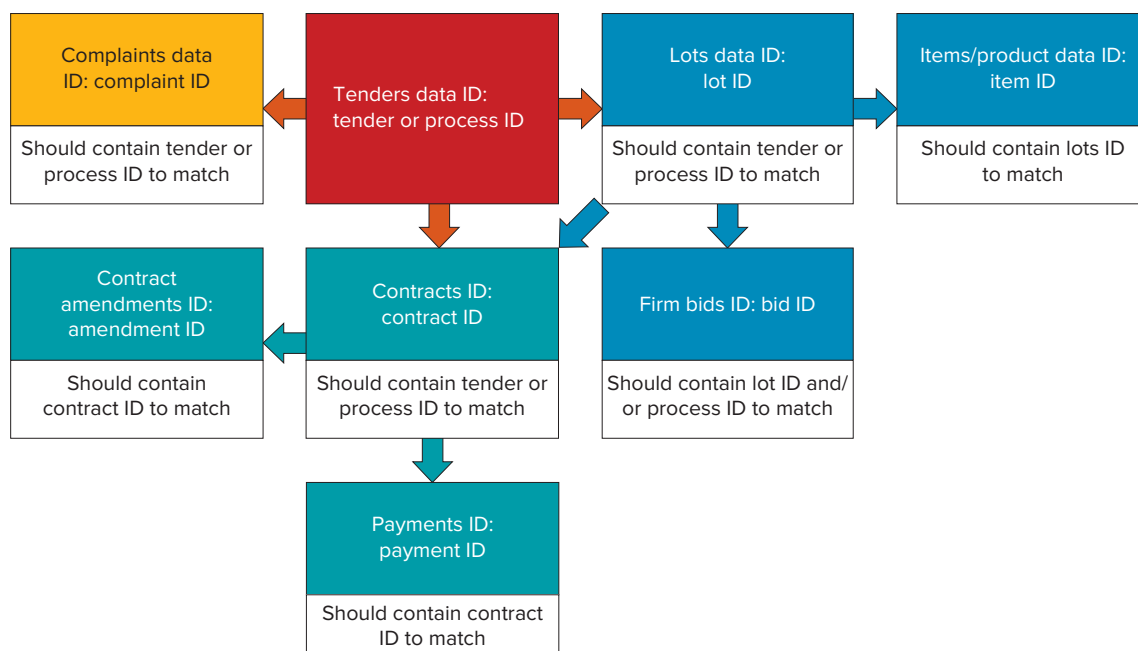 Complaints data
ID: complaint ID
Should contain tender or
process ID to match
Tenders data ID:
tender or process ID
Lots data ID:
lot ID
Should contain tender or
process ID to match
Items/product data ID:
item ID
Should contain lots ID
to match
Contract
amendments ID:
amendment ID
Should contain
contract ID to match
Contracts ID:
contract ID
Should contain tender or
process ID to match
Firm bids ID: bid ID
Should contain lot ID and/
or process ID to match
Payments ID:
payment ID
Should contain contract
ID to match